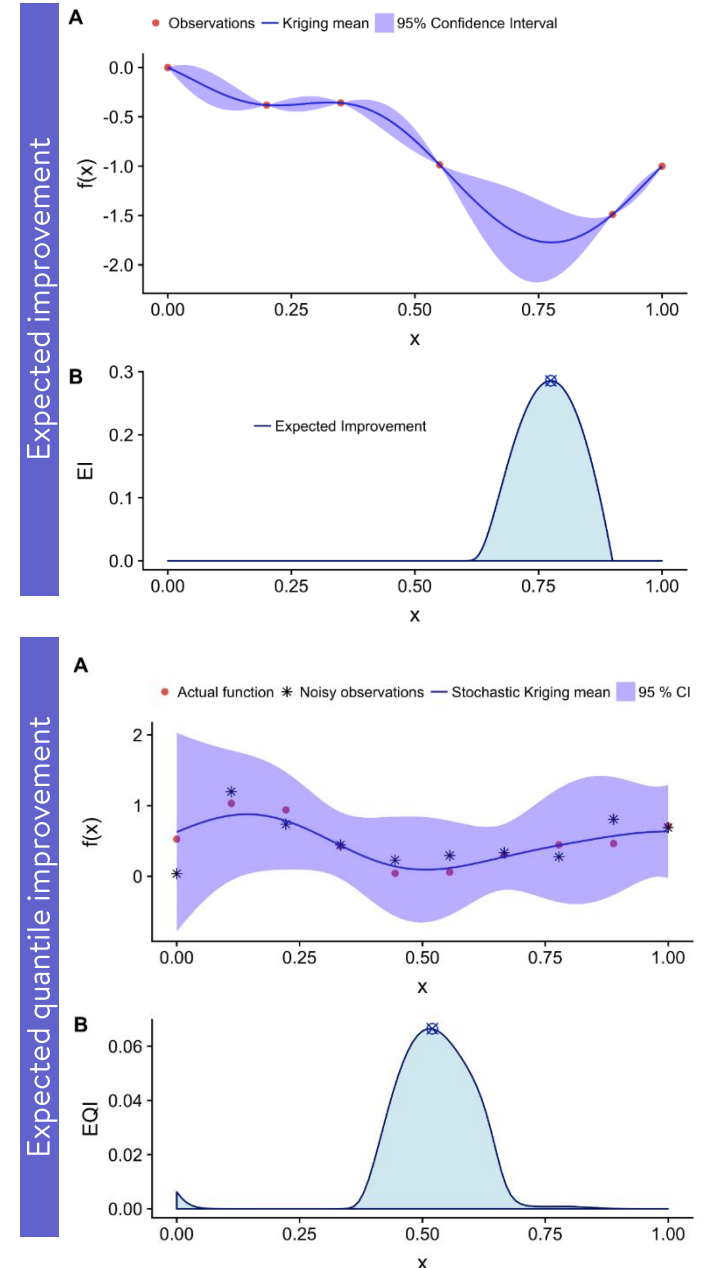 Expected improvement
A
Observations Kriging mean 95% Confidence Interval
0.0
-0.5
-1.0
-1.5
-2.0
f(x)
0.00 0.25 0.50 0.75 1.00
x
B
0.3
0.2
0.1
0.0
EI
Expected Improvement
0.00 0.25 0.50 0.75 1.00
x
Expected quantile improvement
A
Actual function Noisy observations Stochastic Kriging mean 95 % CI
2
1
0
f(x)
0.00 0.25 0.50 0.75 1.00
x
B
0.06
0.04
0.02
0.00
EQI
0.00 0.25 0.50 0.75 1.00
x